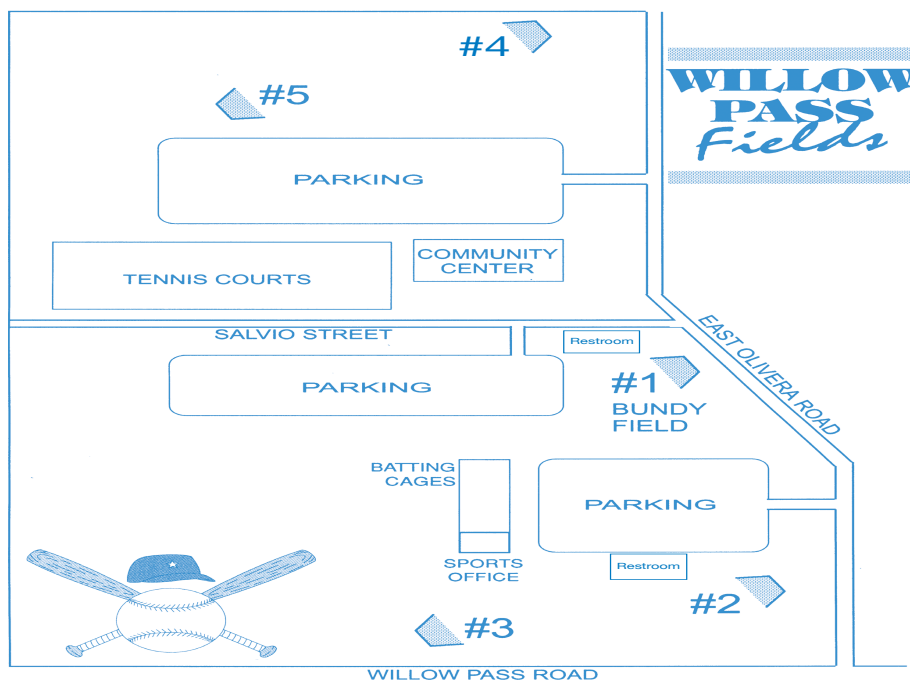 #4
WILLOW
PASS
Fields
#5
PARKING
COMMUNITY
CENTER
TENNIS COURTS
SALVIO STREET
Restroom
EAST OLIVERA ROAD
PARKING
#1
BUNDY
FIELD
BATTING
CAGES
PARKING
SPORTS
OFFICE
Restroom
#2
#3
WILLOW PASS ROAD